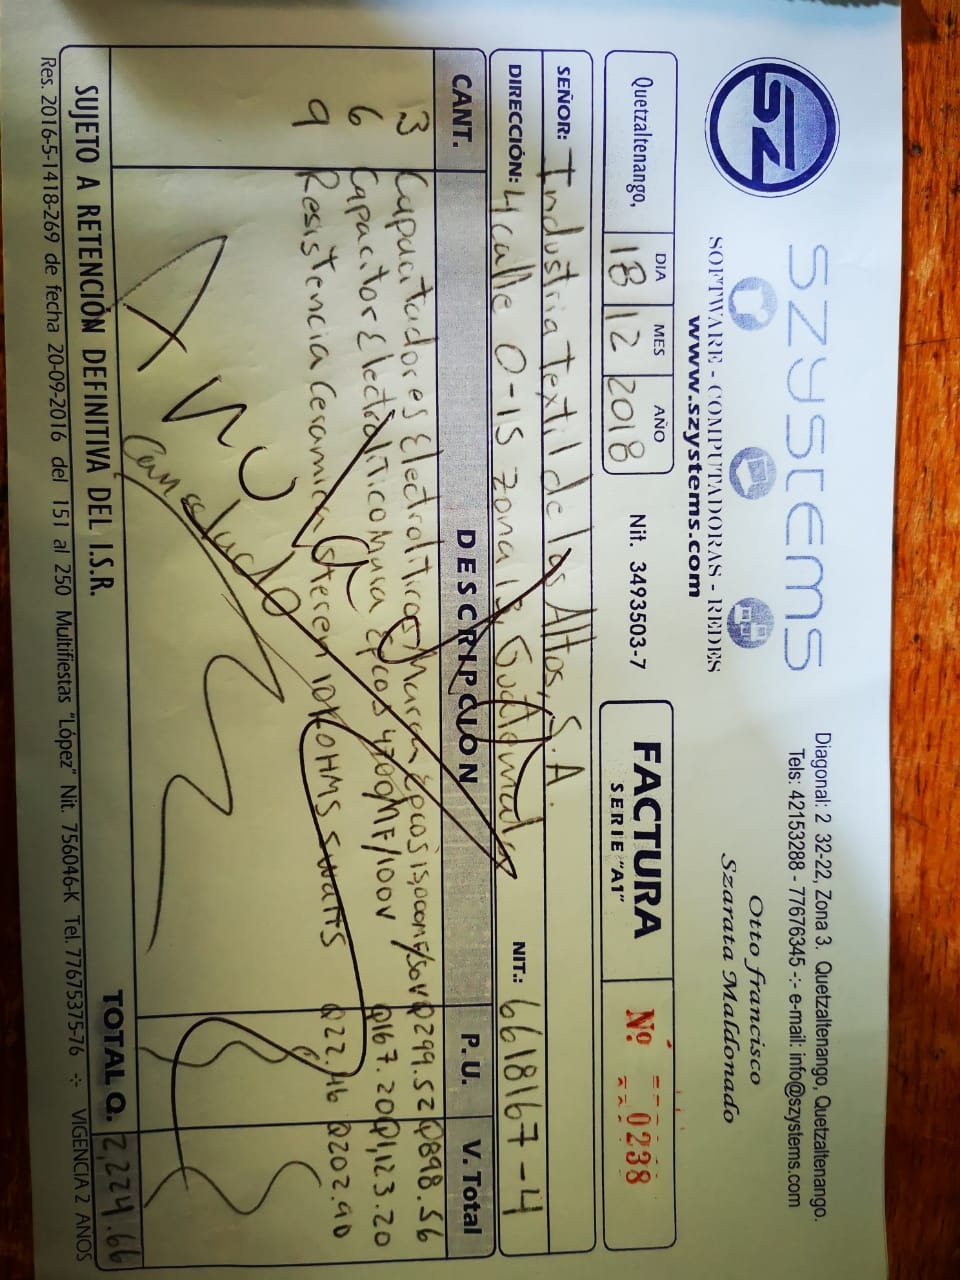 SZ
SZYSTEMS
SOFTWARE - COMPUTADORAS - REDES
www.szystems.com
Diagonal: 2 32-22, Zona 3. Quetzaltenango, Quetzaltenango.
Tels: 42153288 - 77676345 -:- e-mail: info@szystems.com
Otto francisco
Szarata Maldonado
Quetzaltenango,
DIA MES AÑO
18 12 2018
Nit. 3493503-7
FACTURA
SERIE "A1"
Nº 0238
SEÑOR: Industria Textil de los Altos, S.A.
DIRECCIÓN: 4 calle 0-15 zona 13, Guatemala NIT.: 6618167-4
CANT. DESCRIPCION P. U. V. Total
3 Capacitadores Electroliticos Marca Epcos 15,000MF/50V Q299.52 Q898.56
6 Capacitor Electrolitico Marca Epcos 4700MF/100V Q167.20 Q1,123.20
9 Resistencia Ceramica Steren 10K OHMS 5watts Q22.46 Q202.90
Anulado
Cancelado
TOTAL Q. 2,224.66
SUJETO A RETENCIÓN DEFINITIVA DEL I.S.R.
Res. 2016-5-1418-269 de fecha 20-09-2016 del 151 al 250 Multifiestas "López" Nit. 756046-K Tel. 77675375-76 -:- VIGENCIA 2 AÑOS